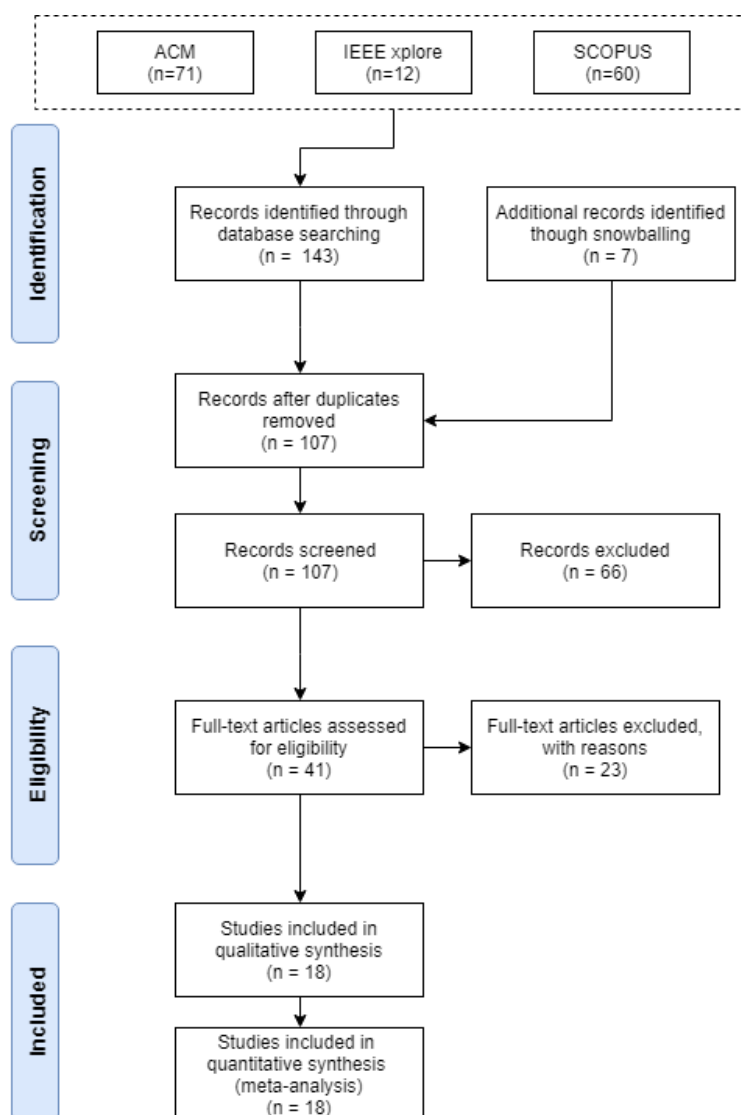 ACM
(n=71)
IEEE xplore
(n=12)
SCOPUS
(n=60)
Identification
Records identified through
database searching
(n = 143)
Additional records identified
though snowballing
(n = 7)
Screening
Records after duplicates
removed
(n = 107)
Records screened
(n = 107)
Records excluded
(n = 66)
Eligibility
Full-text articles assessed
for eligibility
(n = 41)
Full-text articles excluded,
with reasons
(n = 23)
Included
Studies included in
qualitative synthesis
(n = 18)
Studies included in
quantitative synthesis
(meta-analysis)
(n = 18)